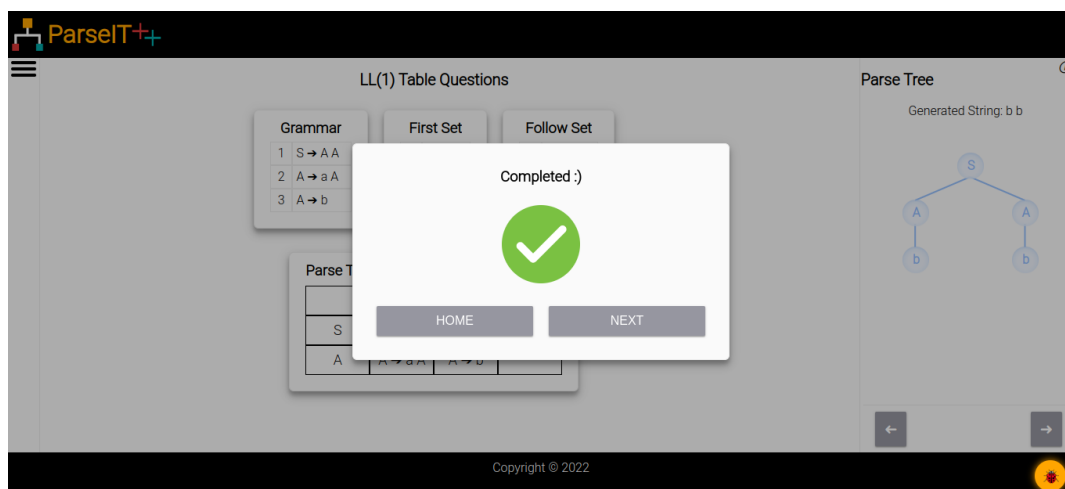 ParseIT++
LL(1) Table Questions
Parse Tree
Generated String: b b
Grammar
First Set
Follow Set
1 S → A A
2 A → a A
3 A → b
Completed :)
HOME
NEXT
Parse T
S
A A → a A A → b
S
A A
b b
← →
Copyright © 2022